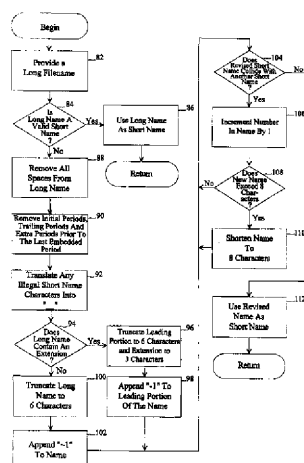 Begin
82
Provide a
Long Filename
84
Is
Long Name A
Valid Short
Name
?
Yes
No
86
Use Long Name
As Short Name
Return
88
Remove All
Spaces From
Long Name
90
Remove Initial Periods,
Trailing Periods And
Extra Periods Prior To
The Last Embedded
Period
92
Translate Any
Illegal Short Name
Characters Into
94
Does
Long Name
Contain An
Extension
?
Yes
No
96
Truncate Leading
Portion to 6 Characters
and Extension to
3 Characters
98
Append "~1" To
Leading Portion
Of The Name
100
Truncate Long
Name to
6 Characters
102
Append "~1"
To Name
104
Does
Revised Short
Name Collide With
Another Short
Name
?
No
Yes
106
Increment Number
In Name By 1
108
Does
New Name
Exceed 8
Char-
acters
?
No
Yes
110
Shorten Name
To
8 Characters
112
Use Revised
Name As
Short Name
Return